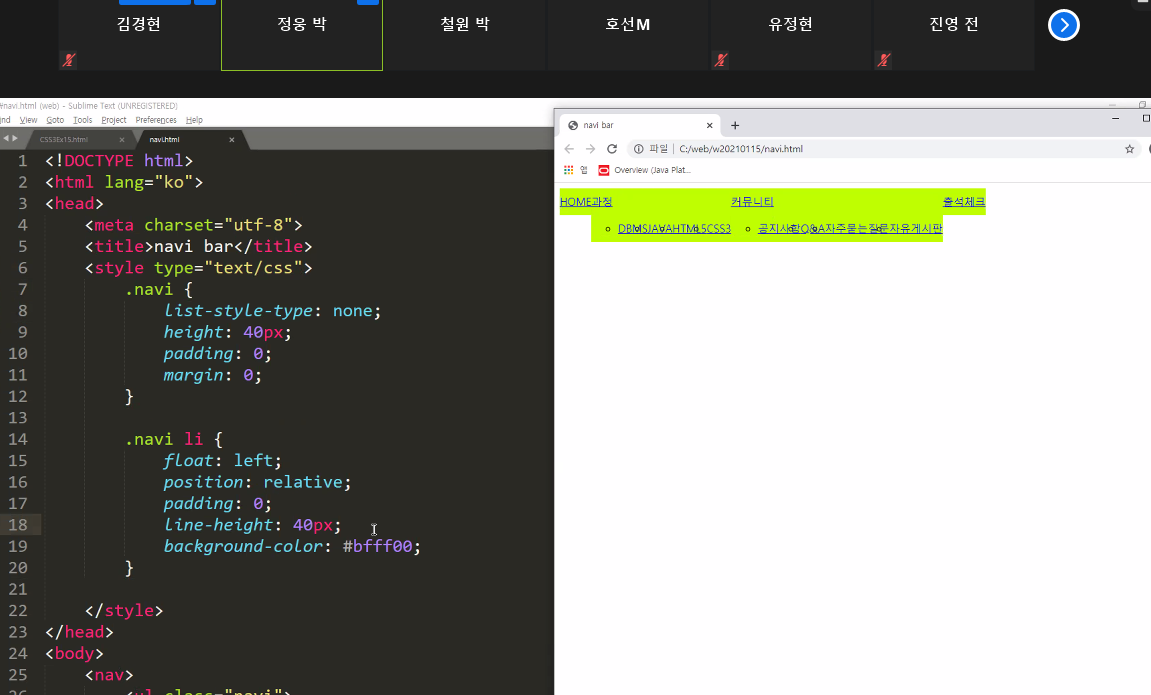 김경현
정웅 박
철원 박
호선M
유정현
진영 전
#navi.html (web) - Sublime Text (UNREGISTERED)
View Goto Tools Project Preferences Help
CSS3Ex15.html
navi.html
navi bar
파일 C:/web/w20210115/navi.html
앱 Overview (Java Plat...
HOME과정 커뮤니티 출석체크
DBMSJAVAHTML5CSS3 공지사항Q&A자주묻는질문자유게시판
1 <!DOCTYPE html>
2 <html lang="ko">
3 <head>
4 <meta charset="utf-8">
5 <title>navi bar</title>
6 <style type="text/css">
7 .navi {
8 list-style-type: none;
9 height: 40px;
10 padding: 0;
11 margin: 0;
12 }
13
14 .navi li {
15 float: left;
16 position: relative;
17 padding: 0;
18 line-height: 40px;
19 background-color: #bfff00;
20 }
21
22 </style>
23 </head>
24 <body>
25 <nav>
26 <ul class="navi">